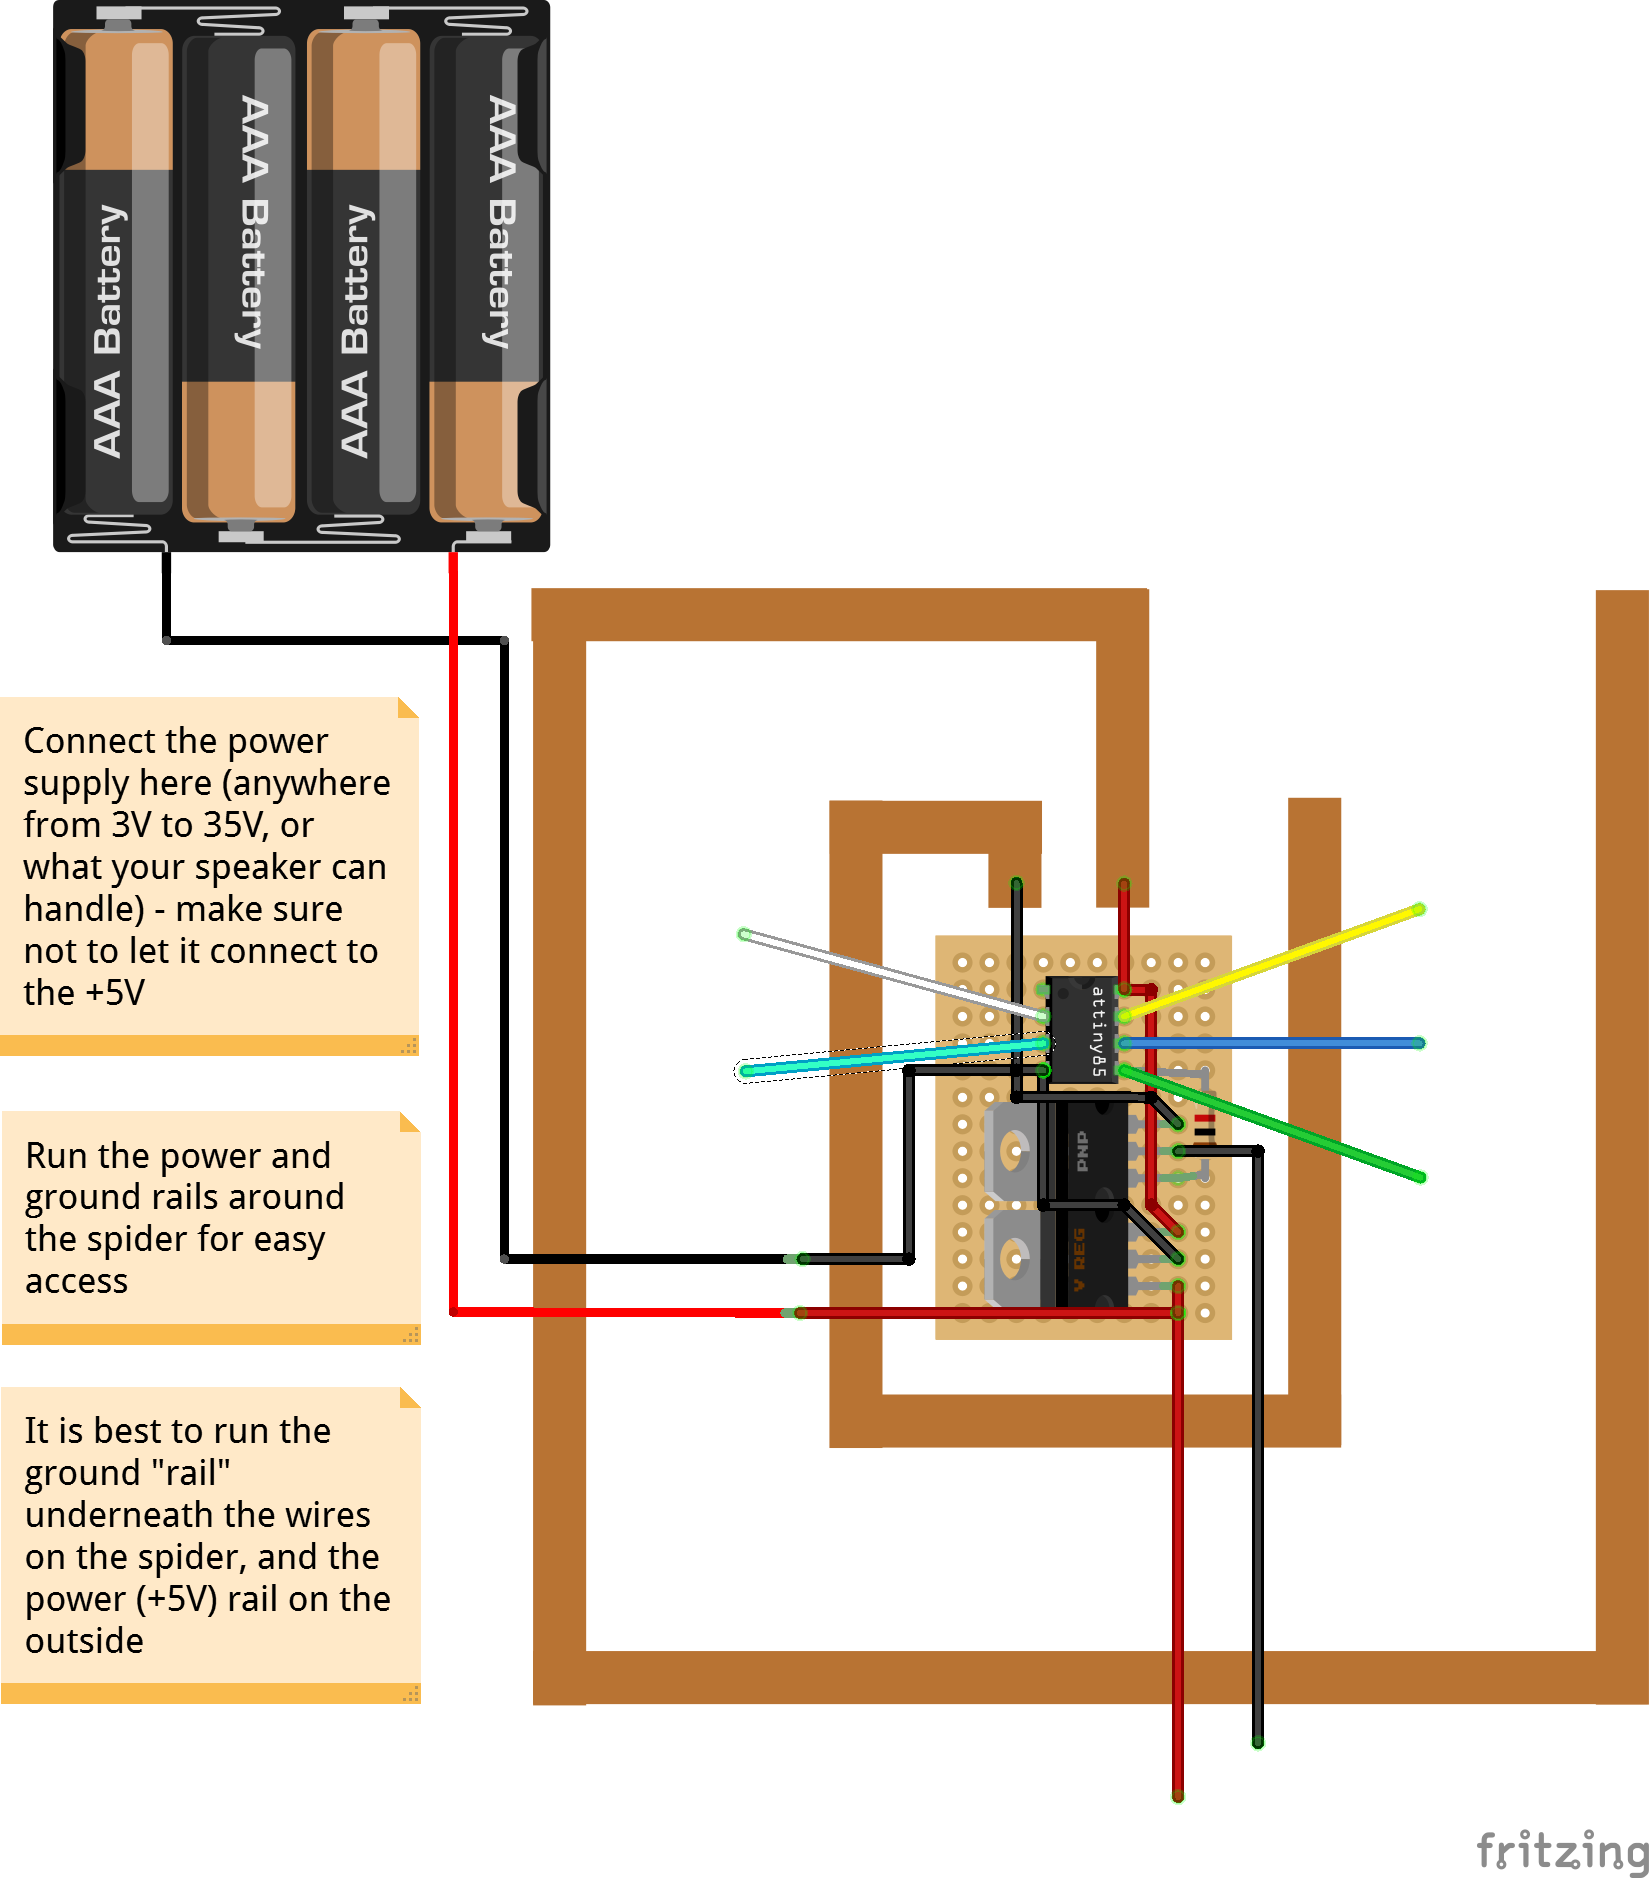 AAA Battery
AAA Battery
AAA Battery
AAA Battery
Connect the power
supply here (anywhere
from 3V to 35V, or
what your speaker can
handle) - make sure
not to let it connect to
the +5V
Run the power and
ground rails around
the spider for easy
access
It is best to run the
ground "rail"
underneath the wires
on the spider, and the
power (+5V) rail on the
outside
attiny85
PNP
V REG
fritzing